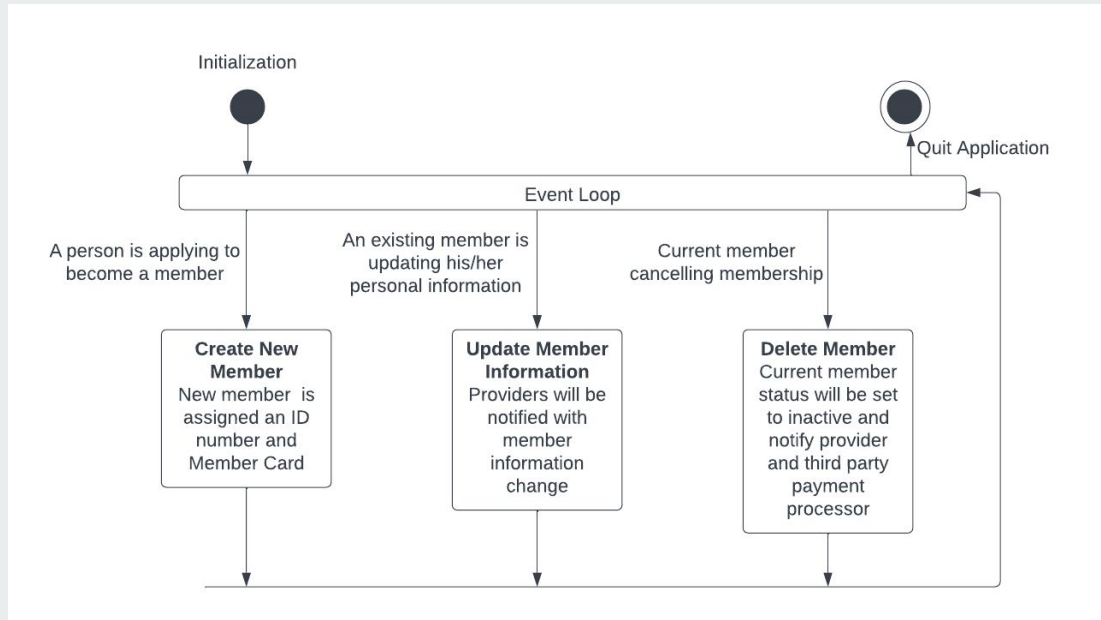 Initialization
Quit Application
Event Loop
A person is applying to
become a member
An existing member is
updating his/her
personal information
Current member
cancelling membership
Create New
Member
New member is
assigned an ID
number and
Member Card
Update Member
Information
Providers will be
notified with
member
information
change
Delete Member
Current member
status will be set
to inactive and
notify provider
and third party
payment
processor